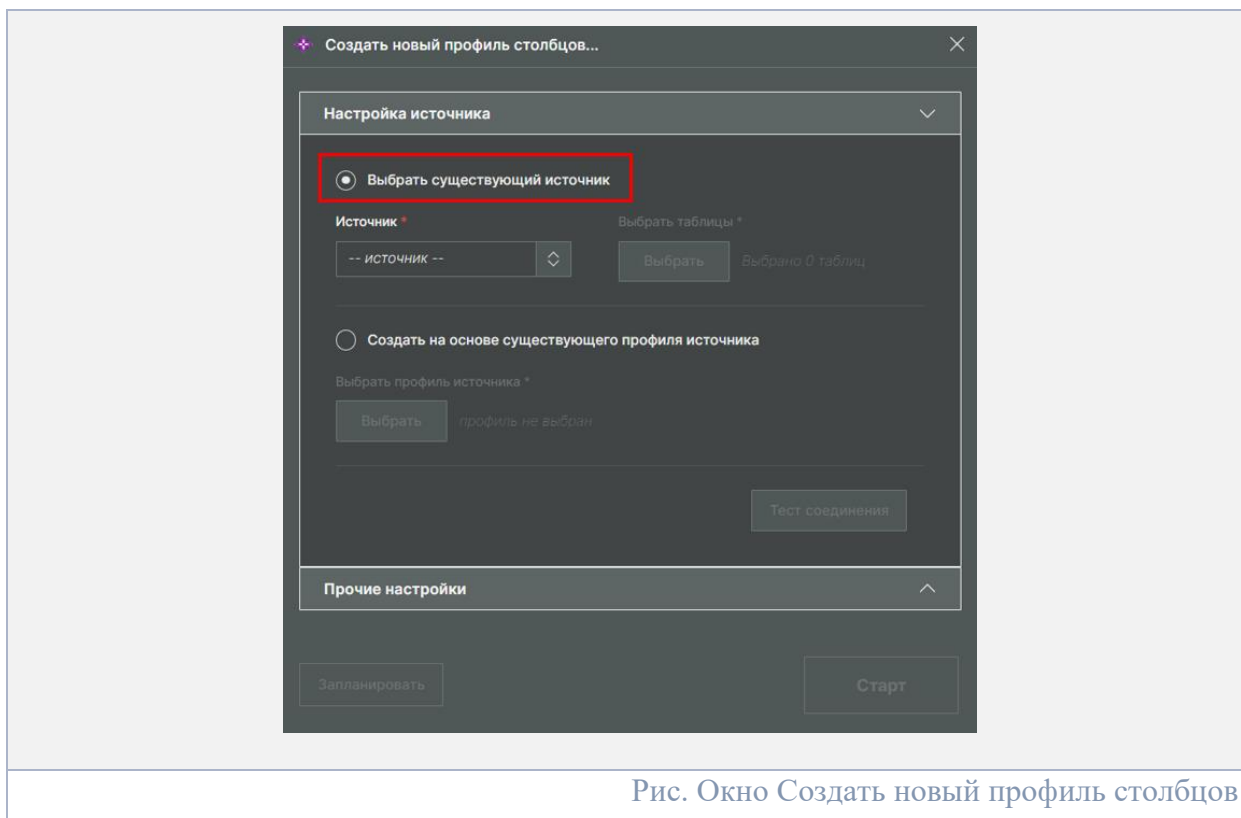 Создать новый профиль столбцов...
Настройка источника
Выбрать существующий источник
Источник * Выбрать таблицы *
-- источник -- Выбрать Выбрано 0 таблиц
Создать на основе существующего профиля источника
Выбрать профиль источника *
Выбрать профиль не выбран
Тест соединения
Прочие настройки
Запланировать Старт
Рис. Окно Создать новый профиль столбцов